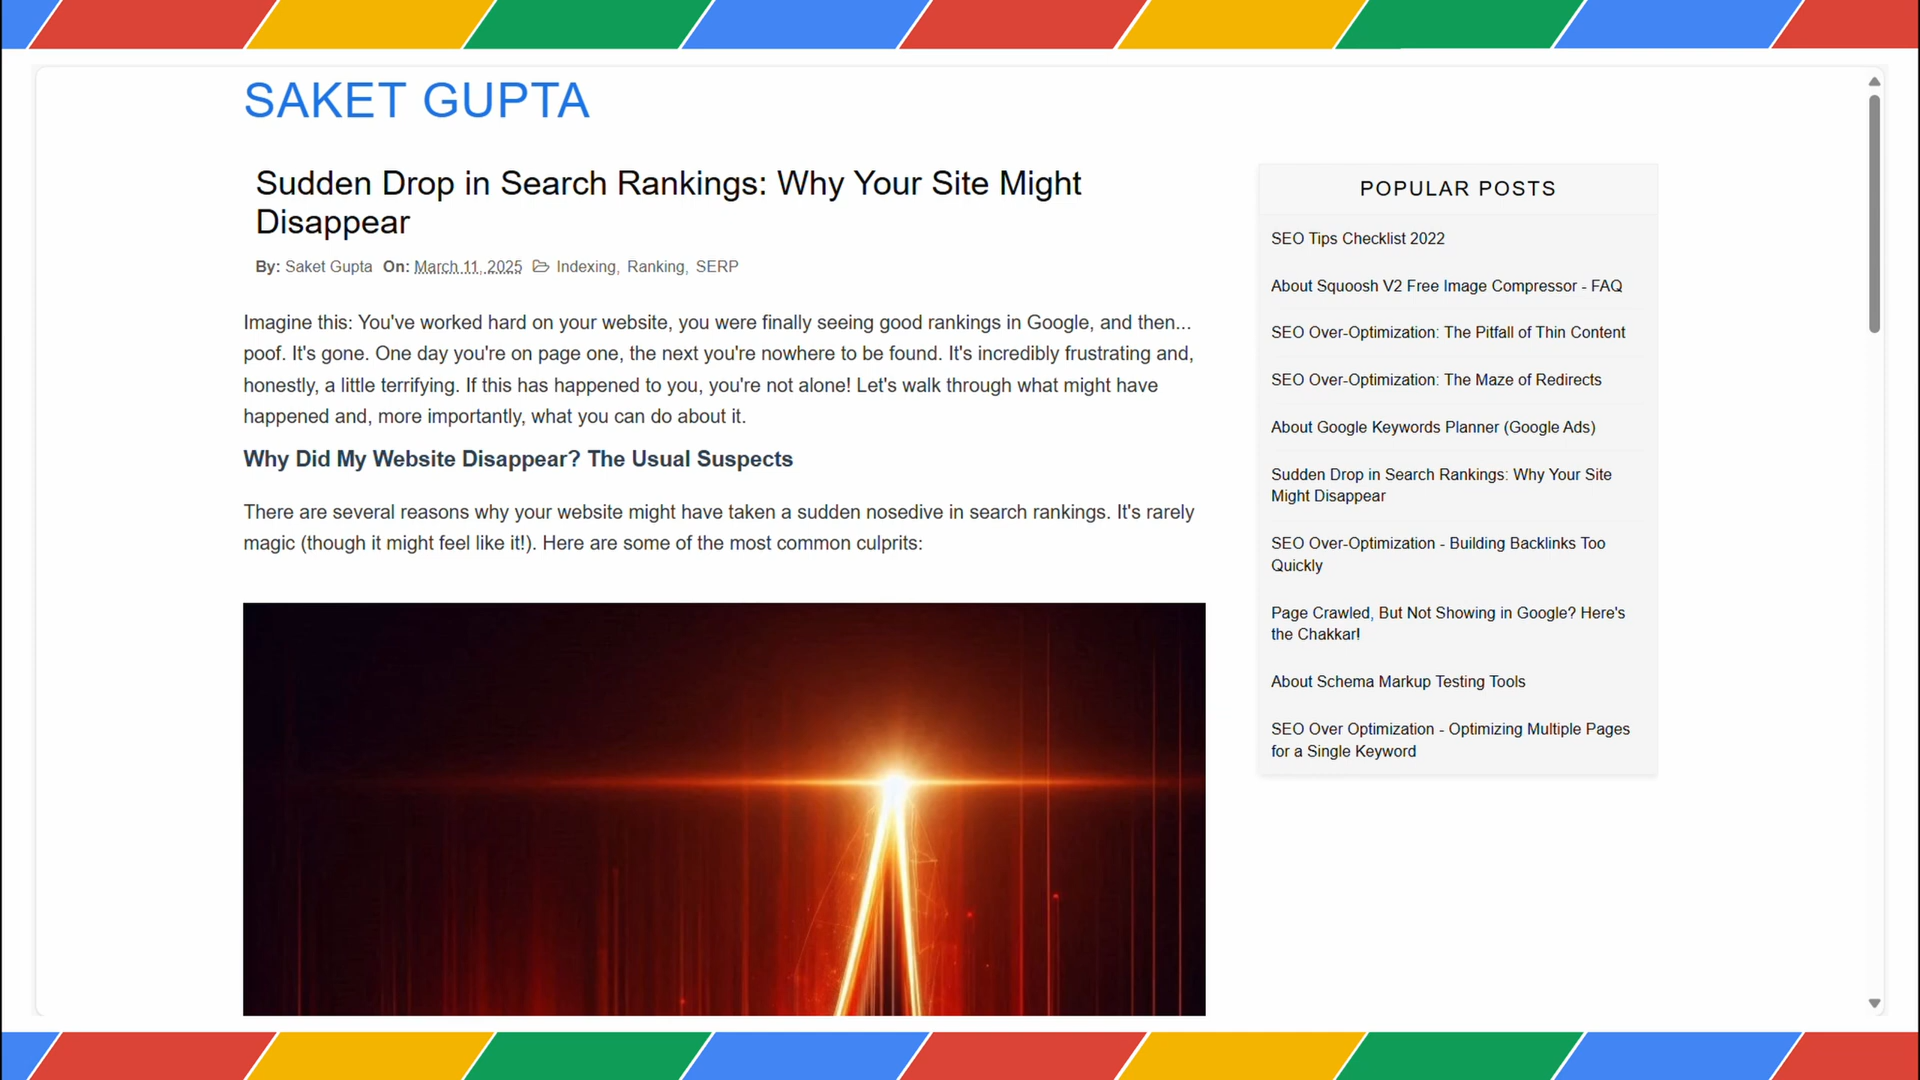 SAKET GUPTA
Sudden Drop in Search Rankings: Why Your Site Might
Disappear
By: Saket Gupta On: March 11, 2025 Indexing, Ranking, SERP
Imagine this: You've worked hard on your website, you were finally seeing good rankings in Google, and then...
poof. It's gone. One day you're on page one, the next you're nowhere to be found. It's incredibly frustrating and,
honestly, a little terrifying. If this has happened to you, you're not alone! Let's walk through what might have
happened and, more importantly, what you can do about it.
Why Did My Website Disappear? The Usual Suspects
There are several reasons why your website might have taken a sudden nosedive in search rankings. It's rarely
magic (though it might feel like it!). Here are some of the most common culprits:
POPULAR POSTS
SEO Tips Checklist 2022
About Squoosh V2 Free Image Compressor - FAQ
SEO Over-Optimization: The Pitfall of Thin Content
SEO Over-Optimization: The Maze of Redirects
About Google Keywords Planner (Google Ads)
Sudden Drop in Search Rankings: Why Your Site
Might Disappear
SEO Over-Optimization - Building Backlinks Too
Quickly
Page Crawled, But Not Showing in Google? Here's
the Chakkar!
About Schema Markup Testing Tools
SEO Over Optimization - Optimizing Multiple Pages
for a Single Keyword